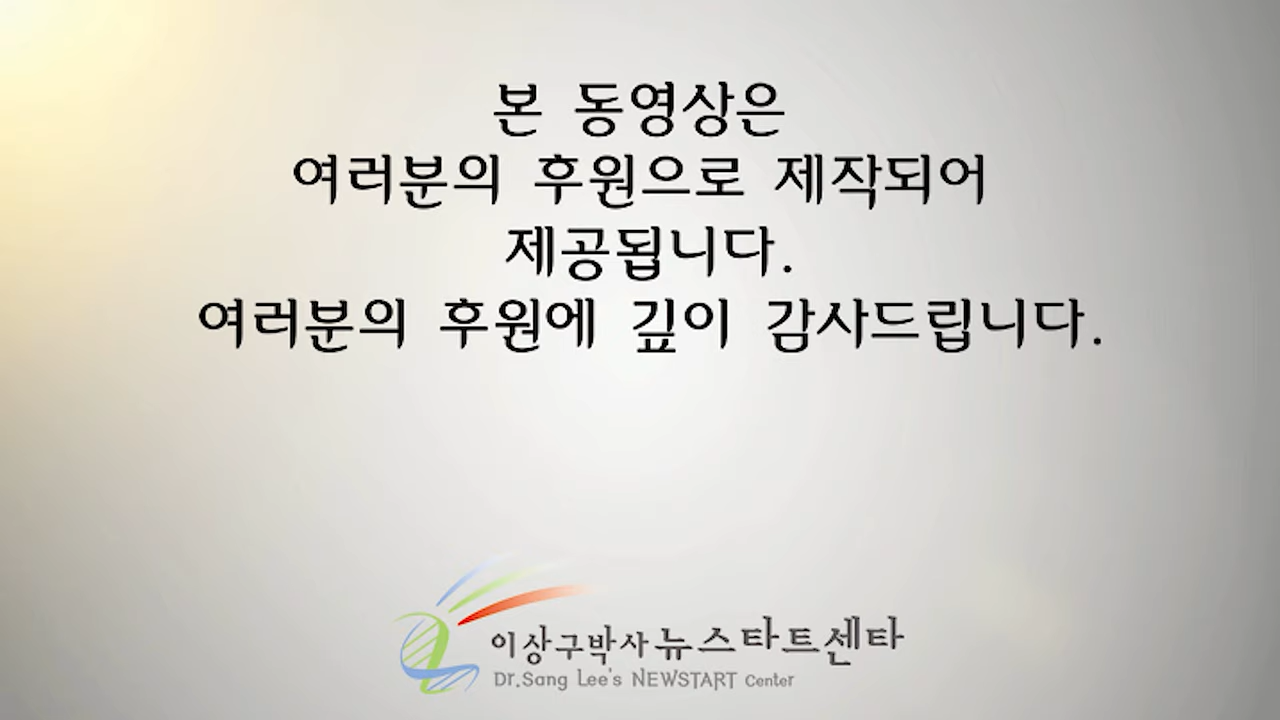 본 동영상은
여러분의 후원으로 제작되어
제공됩니다.
여러분의 후원에 깊이 감사드립니다.
이상구박사 뉴스타트센타
Dr.Sang Lee's NEWSTART Center